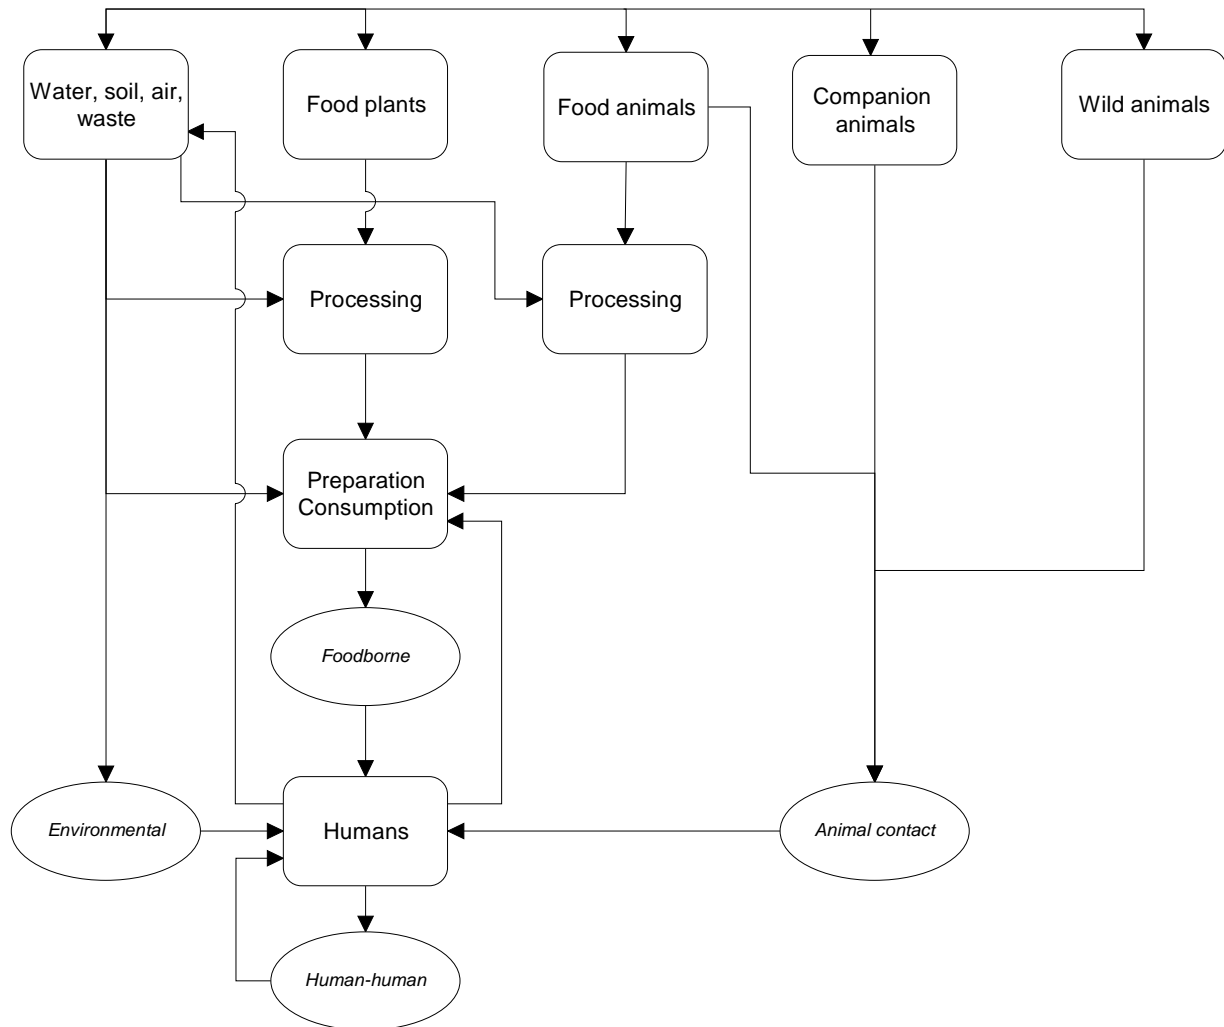 Water, soil, air,
waste
Food plants
Food animals
Companion
animals
Wild animals
Processing
Processing
Preparation
Consumption
Foodborne
Environmental
Humans
Animal contact
Human-human